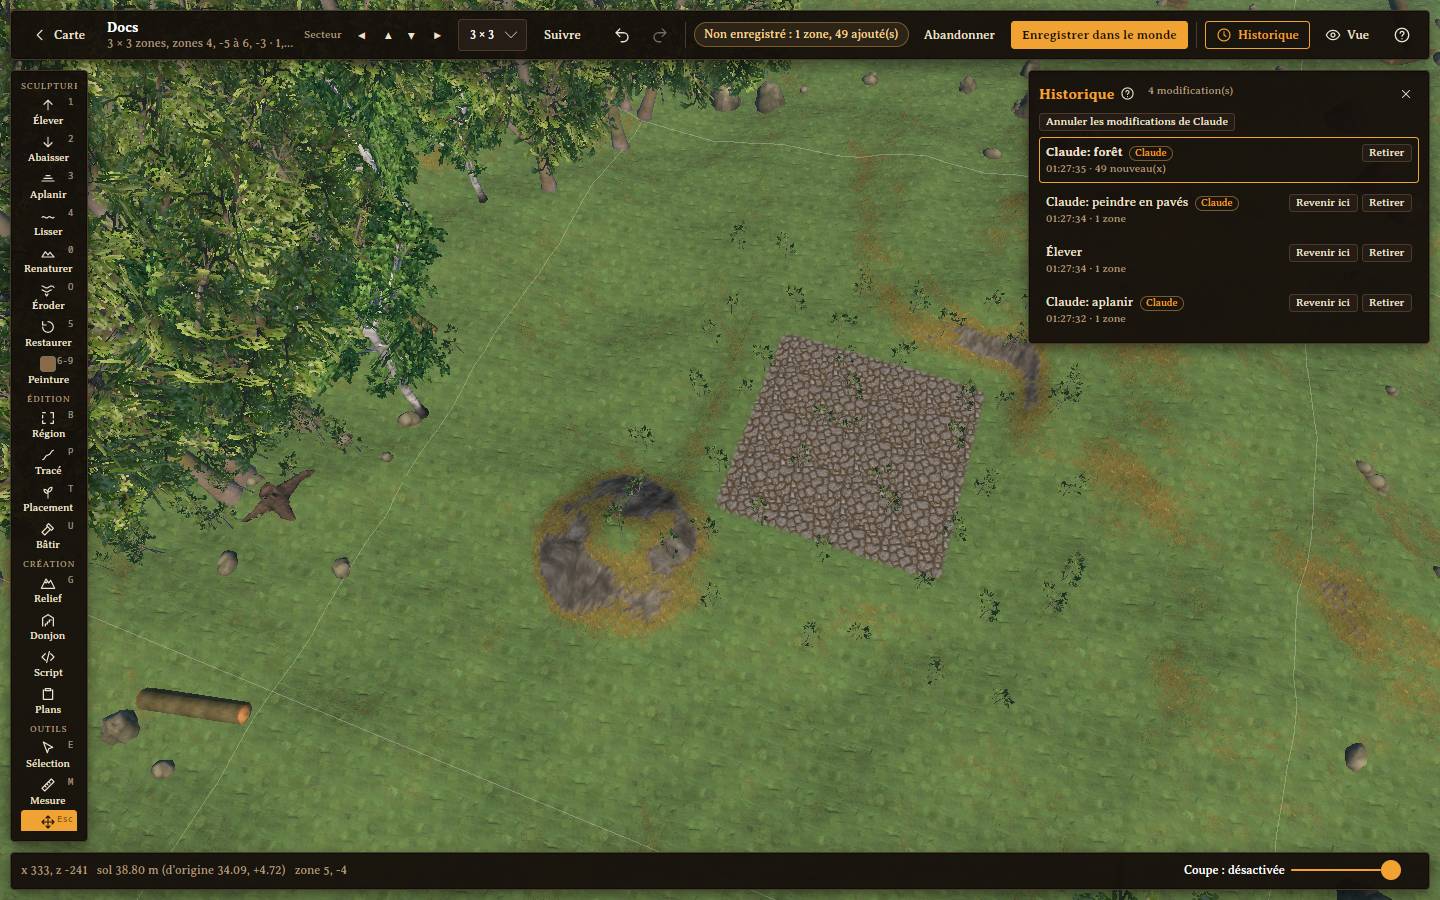 Carte
Docs
3 × 3 zones, zones 4, -5 à 6, -3 · 1,...
Secteur
3 × 3
Suivre
Non enregistré : 1 zone, 49 ajouté(s)
Abandonner
Enregistrer dans le monde
Historique
Vue
SCULPTURE
1
Élever
2
Abaisser
3
Aplanir
4
Lisser
0
Renaturer
O
Éroder
5
Restaurer
6-9
Peinture
ÉDITION
B
Région
P
Tracé
T
Placement
U
Bâtir
CRÉATION
G
Relief
Donjon
Script
Plans
OUTILS
E
Sélection
M
Mesure
Esc
Historique
4 modification(s)
Annuler les modifications de Claude
Claude: forêt Claude
Retirer
01:27:35 · 49 nouveau(x)
Claude: peindre en pavés Claude
Revenir ici Retirer
01:27:34 · 1 zone
Élever
Revenir ici Retirer
01:27:34 · 1 zone
Claude: aplanir Claude
Revenir ici Retirer
01:27:32 · 1 zone
x 333, z -241 sol 38.80 m (d'origine 34.09, +4.72) zone 5, -4
Coupe : désactivée